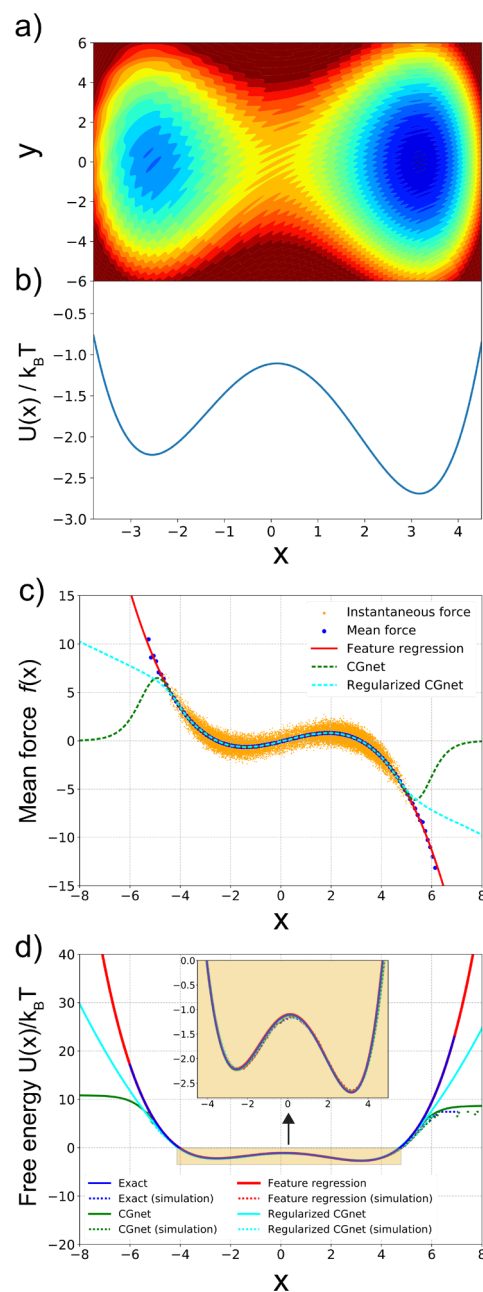 a)
6
4
2
0
−2
−4
−6
y
b)
−0.5
−1.0
−1.5
−2.0
−2.5
−3.0
U(x) / kBT
−3 −2 −1 0 1 2 3 4
x
c)
15
10
5
0
−5
−10
−15
Mean force f(x)
Instantaneous force
Mean force
Feature regression
CGnet
Regularized CGnet
−8 −6 −4 −2 0 2 4 6 8
x
d)
40
30
20
10
0
−10
−20
Free energy U(x)/kBT
0.0
−0.5
−1.0
−1.5
−2.0
−2.5
−4 −2 0 2 4
Exact
Exact (simulation)
CGnet
CGnet (simulation)
Feature regression
Feature regression (simulation)
Regularized CGnet
Regularized CGnet (simulation)
−8 −6 −4 −2 0 2 4 6 8
x